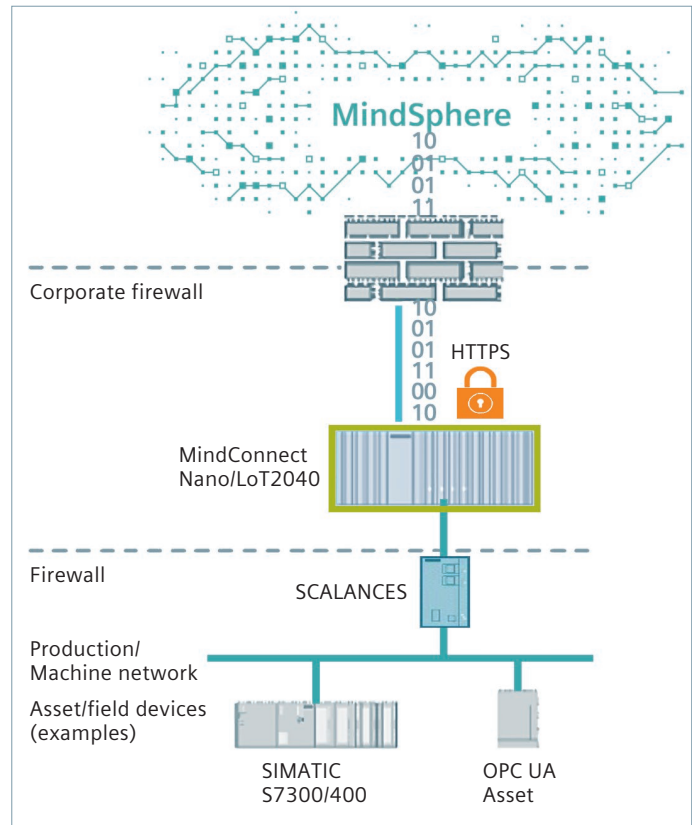 MindSphere
10
01
01
11
Corporate firewall
10
01
01
11
00
10
HTTPS
MindConnect
Nano/LoT2040
Firewall
SCALANCES
Production/
Machine network
Asset/field devices
(examples)
SIMATIC
S7300/400
OPC UA
Asset